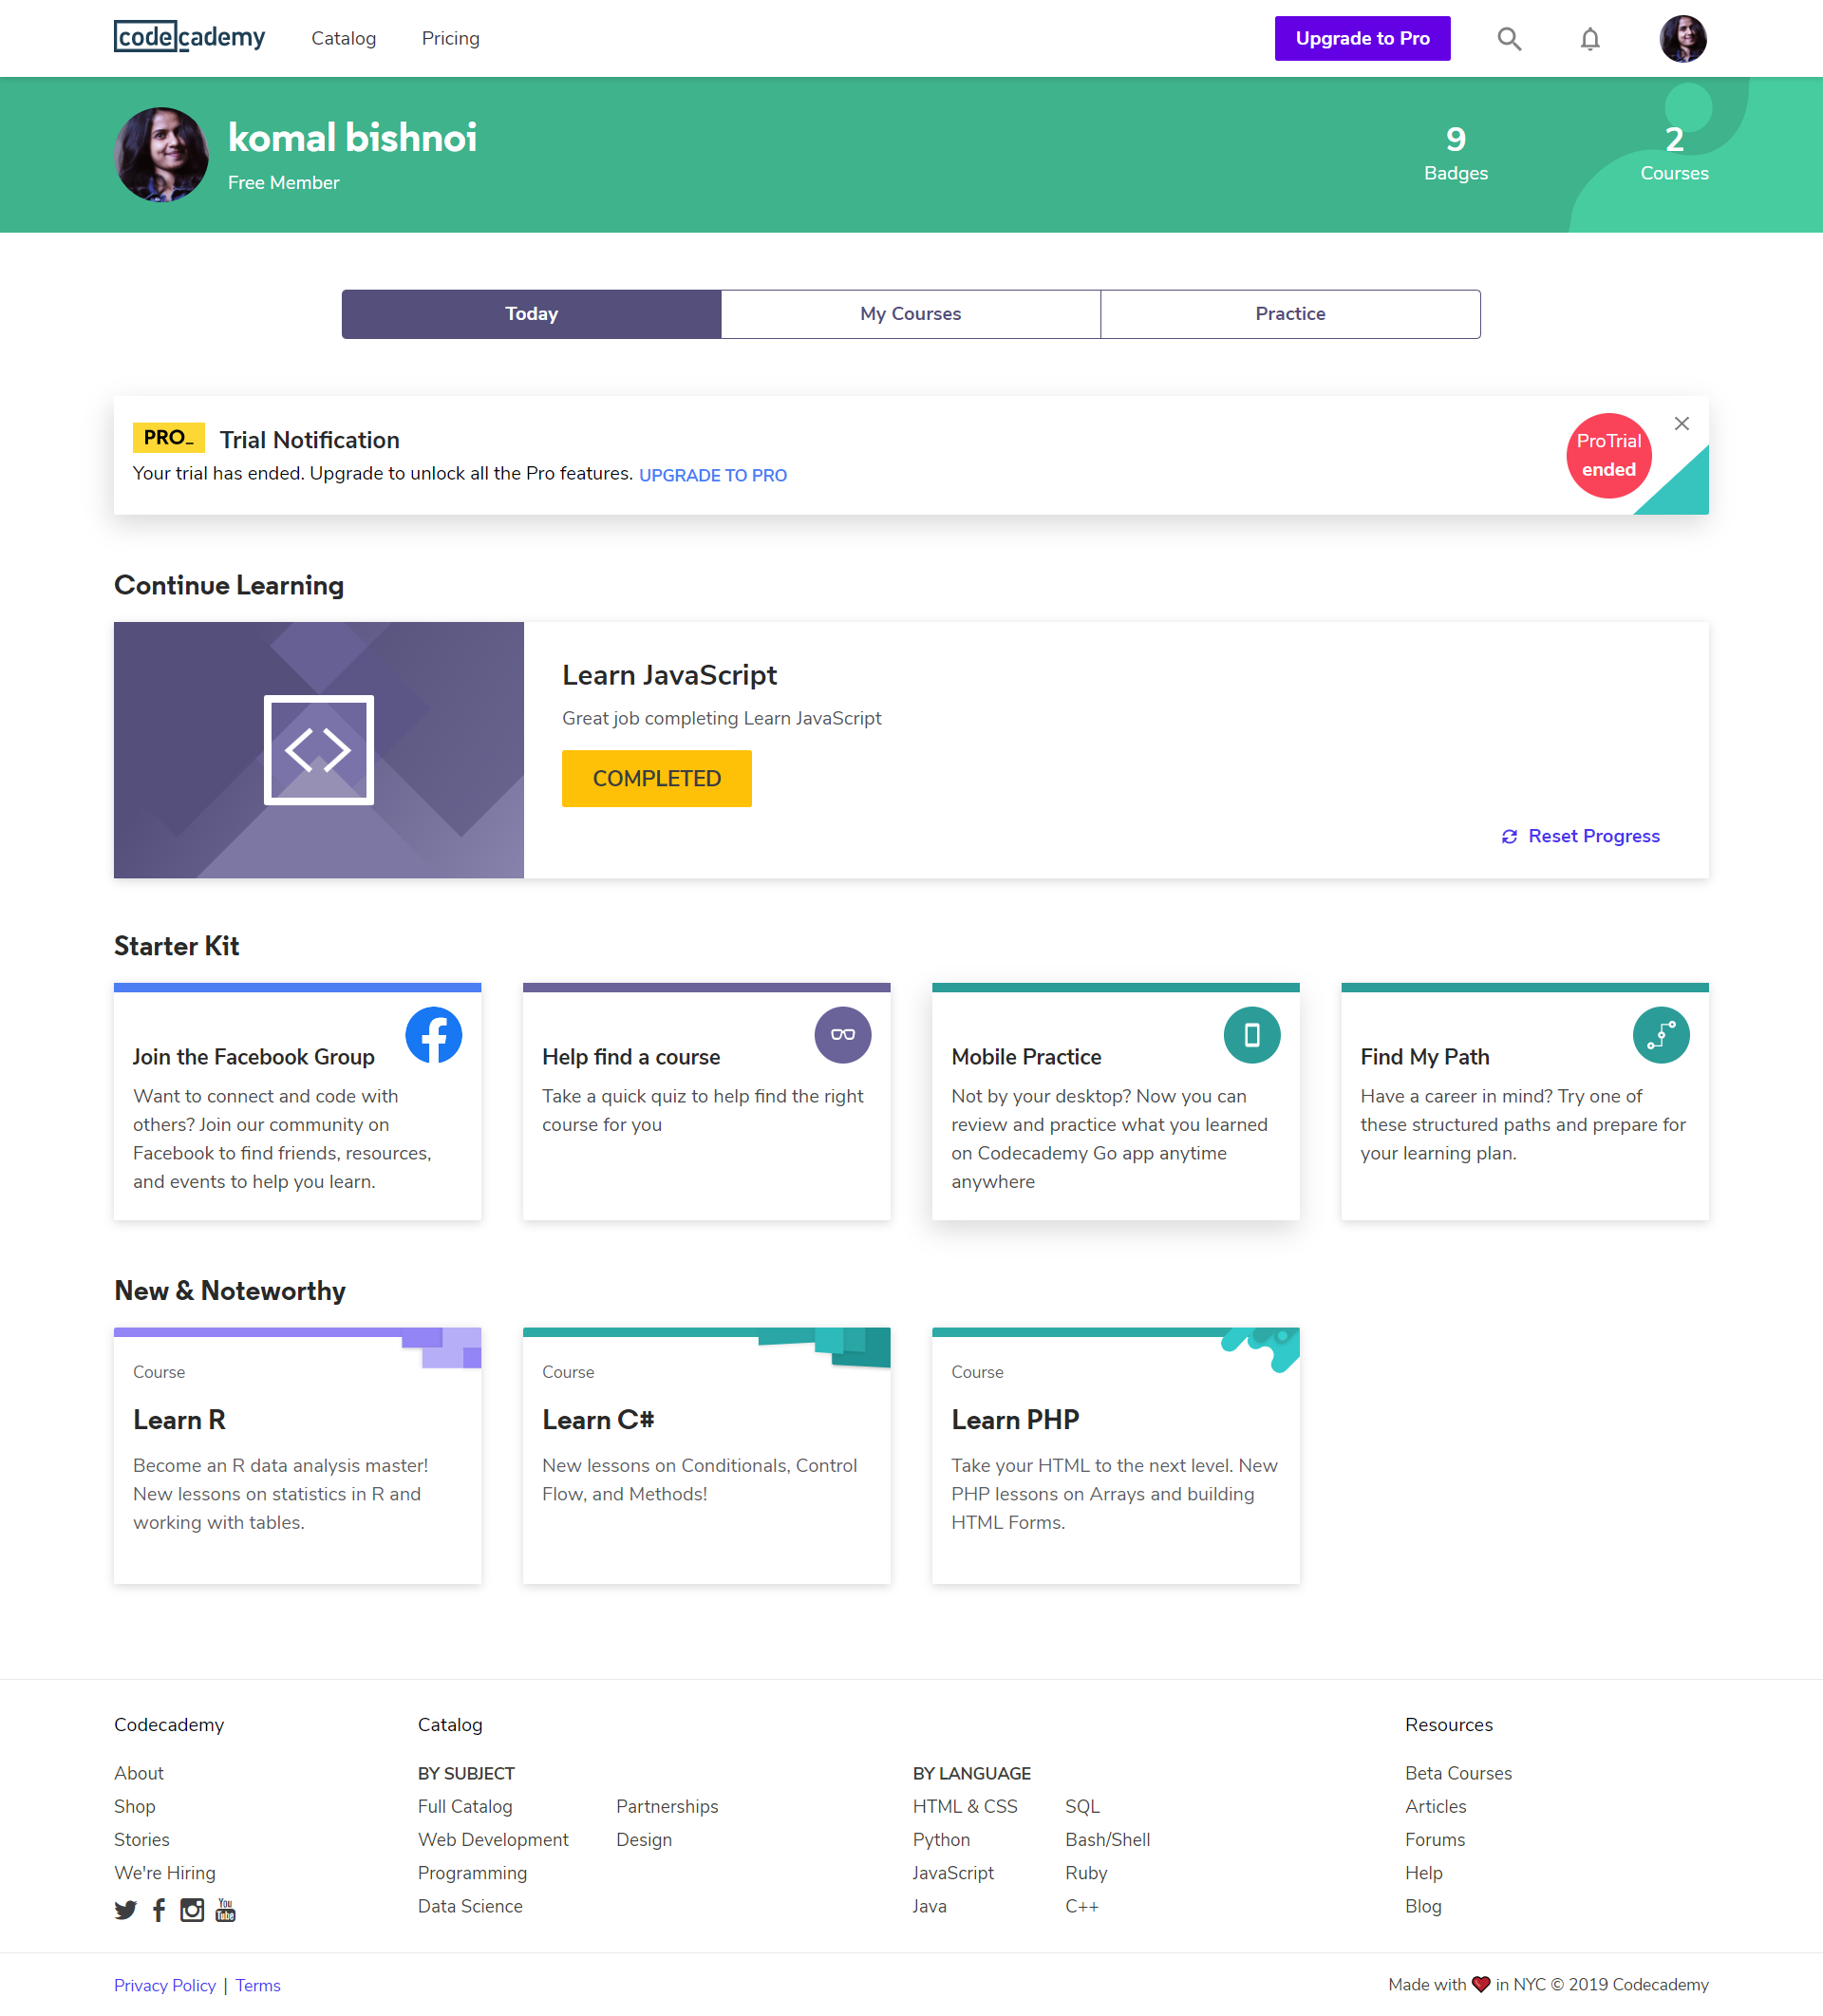 codecademy
Catalog
Pricing
Upgrade to Pro
komal bishnoi
Free Member
9
Badges
2
Courses
Today
My Courses
Practice
PRO_ Trial Notification
Your trial has ended. Upgrade to unlock all the Pro features. UPGRADE TO PRO
ProTrial
ended
Continue Learning
Learn JavaScript
Great job completing Learn JavaScript
COMPLETED
Reset Progress
Starter Kit
Join the Facebook Group
Want to connect and code with
others? Join our community on
Facebook to find friends, resources,
and events to help you learn.
Help find a course
Take a quick quiz to help find the right
course for you
Mobile Practice
Not by your desktop? Now you can
review and practice what you learned
on Codecademy Go app anytime
anywhere
Find My Path
Have a career in mind? Try one of
these structured paths and prepare for
your learning plan.
New & Noteworthy
Course
Learn R
Become an R data analysis master!
New lessons on statistics in R and
working with tables.
Course
Learn C#
New lessons on Conditionals, Control
Flow, and Methods!
Course
Learn PHP
Take your HTML to the next level. New
PHP lessons on Arrays and building
HTML Forms.
Codecademy
About
Shop
Stories
We're Hiring
You
Tube
Catalog
BY SUBJECT
Full Catalog
Web Development
Programming
Data Science
Partnerships
Design
BY LANGUAGE
HTML & CSS
Python
JavaScript
Java
SQL
Bash/Shell
Ruby
C++
Resources
Beta Courses
Articles
Forums
Help
Blog
Privacy Policy | Terms
Made with ❤ in NYC © 2019 Codecademy